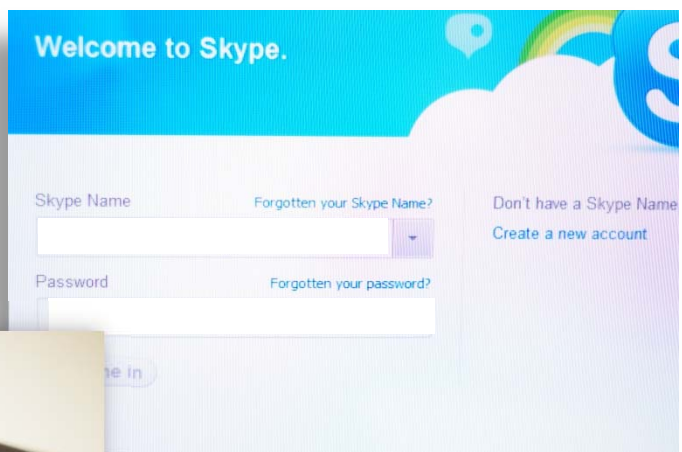 Welcome to Skype.
S
Skype Name
Forgotten your Skype Name?
Don't have a Skype Name
Create a new account
Password
Forgotten your password?
in